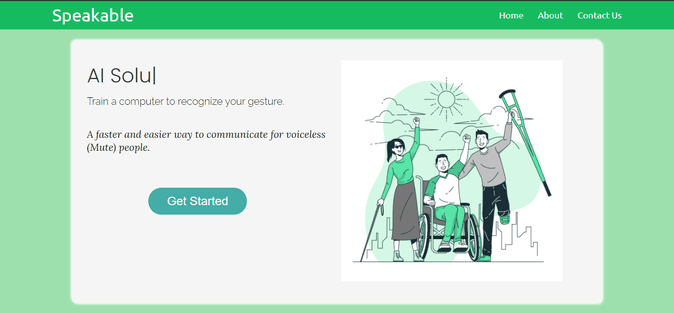 Speakable
Home About Contact Us
AI Solu|
Train a computer to recognize your gesture.
A faster and easier way to communicate for voiceless
(Mute) people.
Get Started